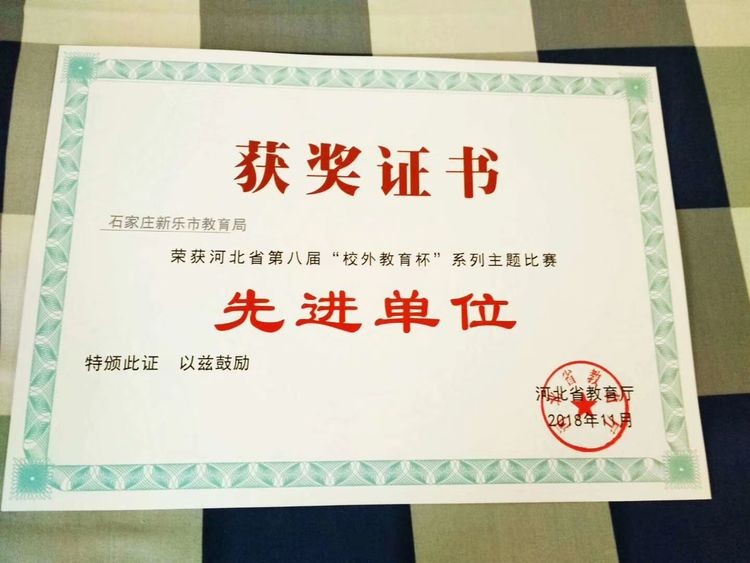 获奖证书
石家庄新乐市教育局
荣获河北省第八届“校外教育杯”系列主题比赛
先进单位
特颁此证 以兹鼓励
河北省教育厅
2018年11月